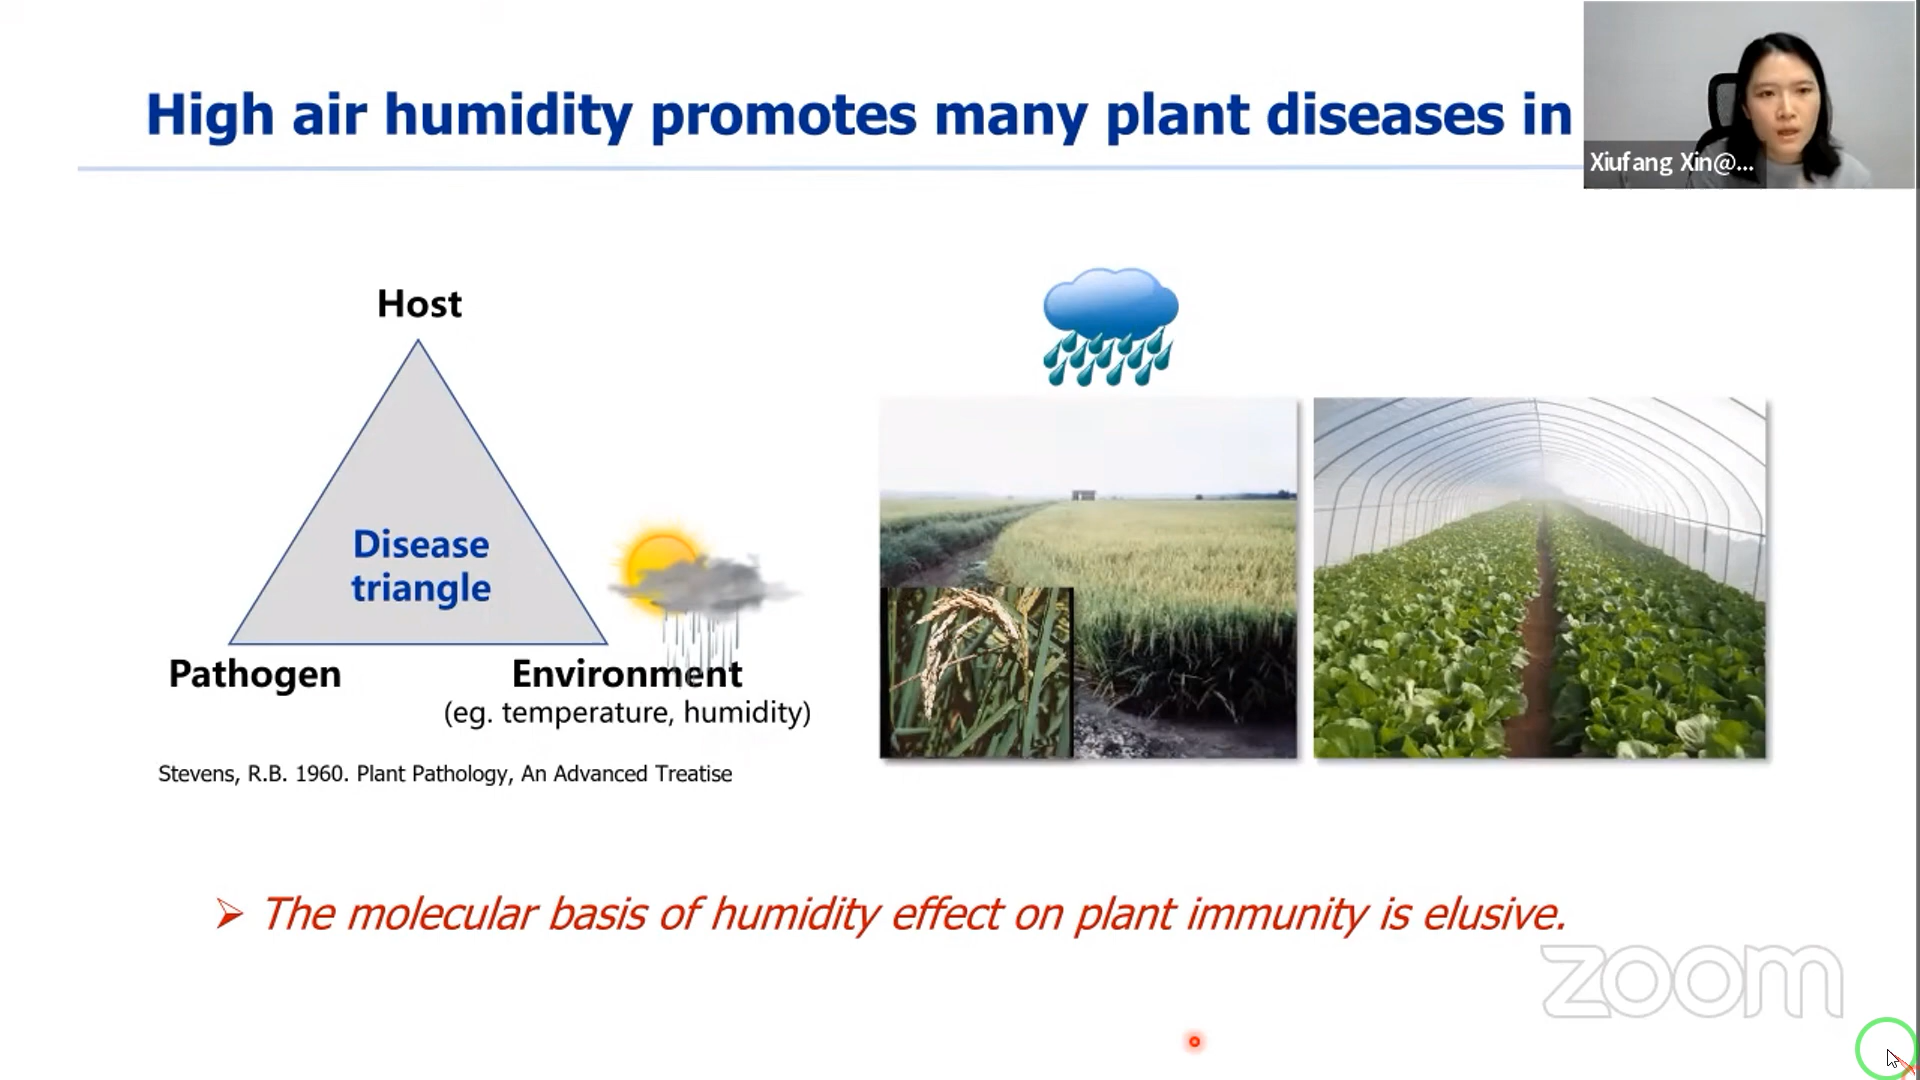 High air humidity promotes many plant diseases in
Xiufang Xin@...
Host
Disease
triangle
Pathogen
Environment
(eg. temperature, humidity)
Stevens, R.B. 1960. Plant Pathology, An Advanced Treatise
➢ The molecular basis of humidity effect on plant immunity is elusive.
zoom